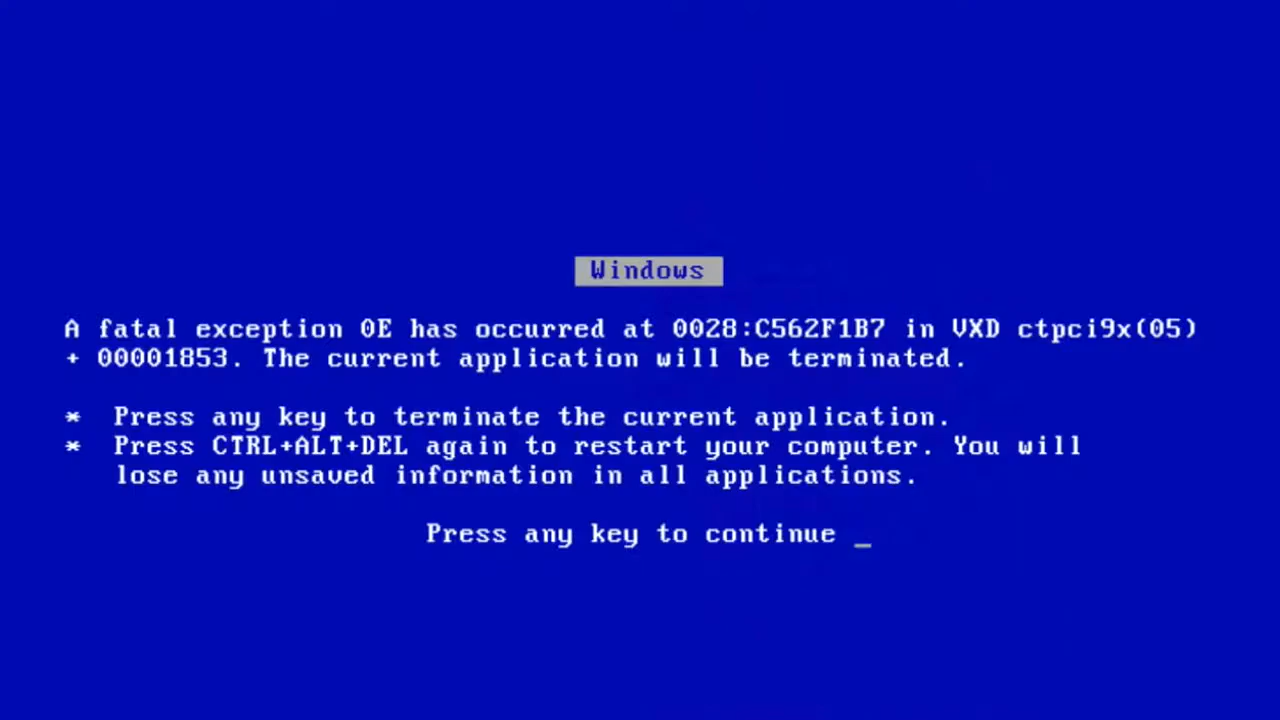 Windows
A fatal exception 0E has occurred at 0028:C562F1B7 in VXD ctpci9x(05)
+ 00001853. The current application will be terminated.
* Press any key to terminate the current application.
* Press CTRL+ALT+DEL again to restart your computer. You will
lose any unsaved information in all applications.
Press any key to continue _